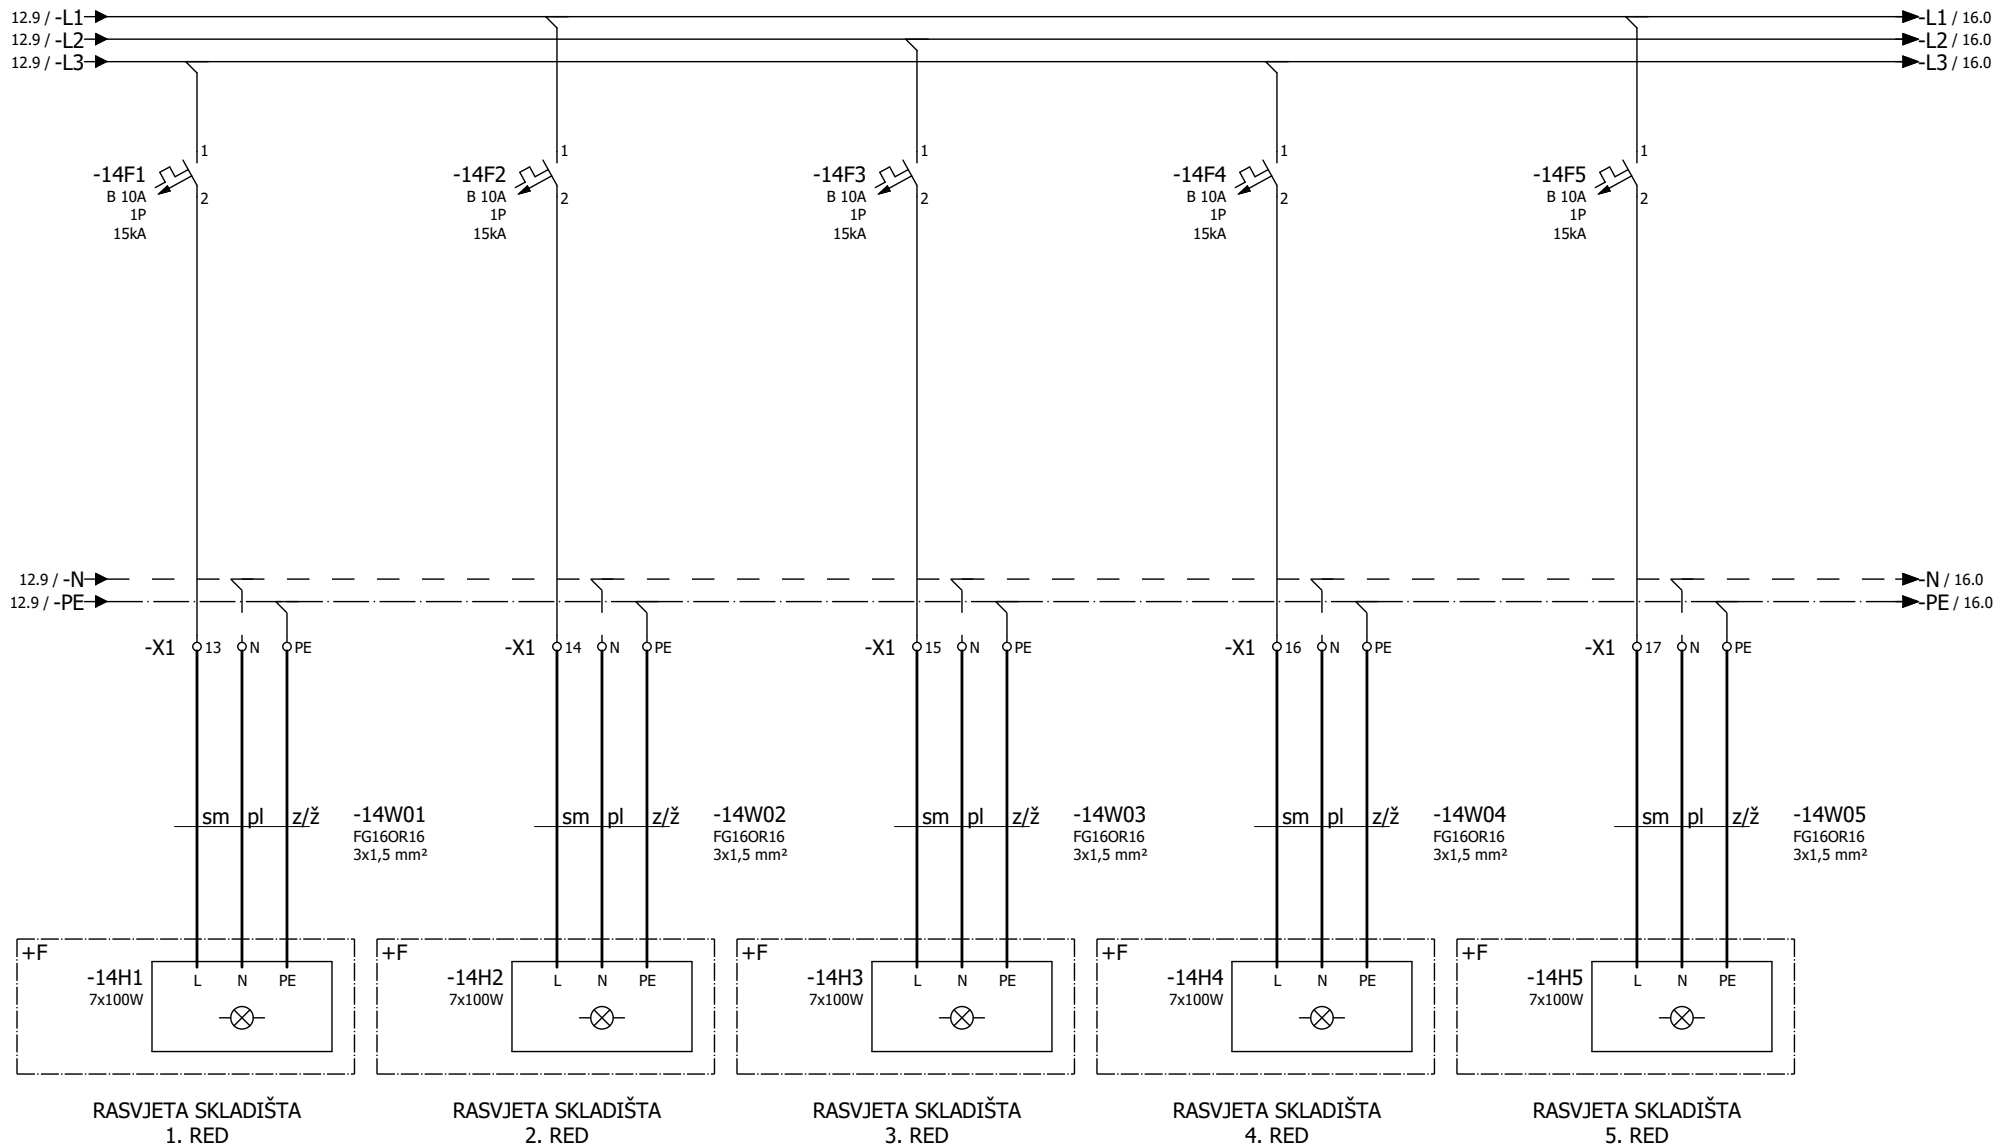 12.9 / -L1 -L1 / 16.0
12.9 / -L2 -L2 / 16.0
12.9 / -L3 -L3 / 16.0
1 1 1 1 1
-14F1 -14F2 -14F3 -14F4 -14F5
B 10A B 10A B 10A B 10A B 10A
2 2 2 2 2
1P 1P 1P 1P 1P
15kA 15kA 15kA 15kA 15kA
12.9 / -N -N / 16.0
12.9 / -PE -PE / 16.0
-X1 13 N PE -X1 14 N PE -X1 15 N PE -X1 16 N PE -X1 17 N PE
sm pl z/ž -14W01 sm pl z/ž -14W02 sm pl z/ž -14W03 sm pl z/ž -14W04 sm pl z/ž -14W05
FG16OR16 FG16OR16 FG16OR16 FG16OR16 FG16OR16
3x1,5 mm² 3x1,5 mm² 3x1,5 mm² 3x1,5 mm² 3x1,5 mm²
+F +F +F +F +F
-14H1 L N PE -14H2 L N PE -14H3 L N PE -14H4 L N PE -14H5 L N PE
7x100W 7x100W 7x100W 7x100W 7x100W
RASVJETA SKLADIŠTA RASVJETA SKLADIŠTA RASVJETA SKLADIŠTA RASVJETA SKLADIŠTA RASVJETA SKLADIŠTA
1. RED 2. RED 3. RED 4. RED 5. RED